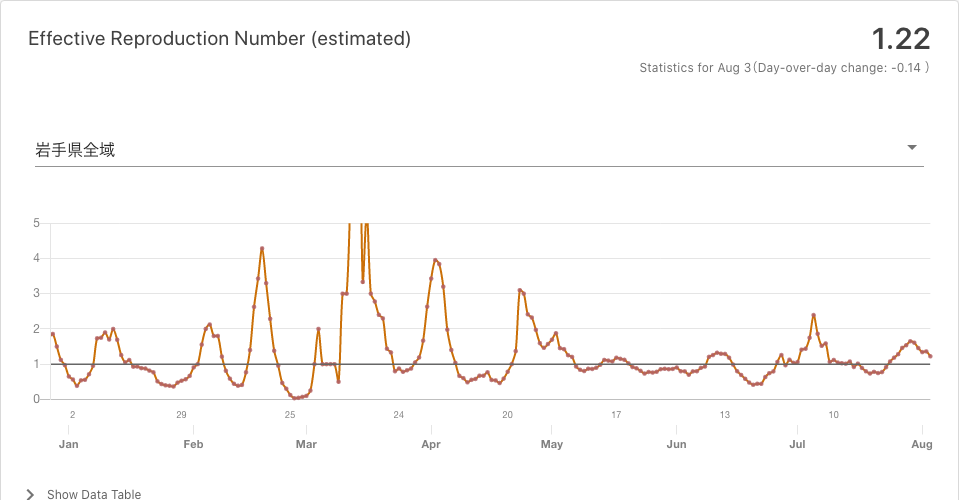 Effective Reproduction Number (estimated)
1.22
Statistics for Aug 3(Day-over-day change: -0.14 )
岩手県全域
5
4
3
2
1
0
2 29 25 24 20 17 13 10
Jan Feb Mar Apr May Jun Jul Aug
Show Data Table